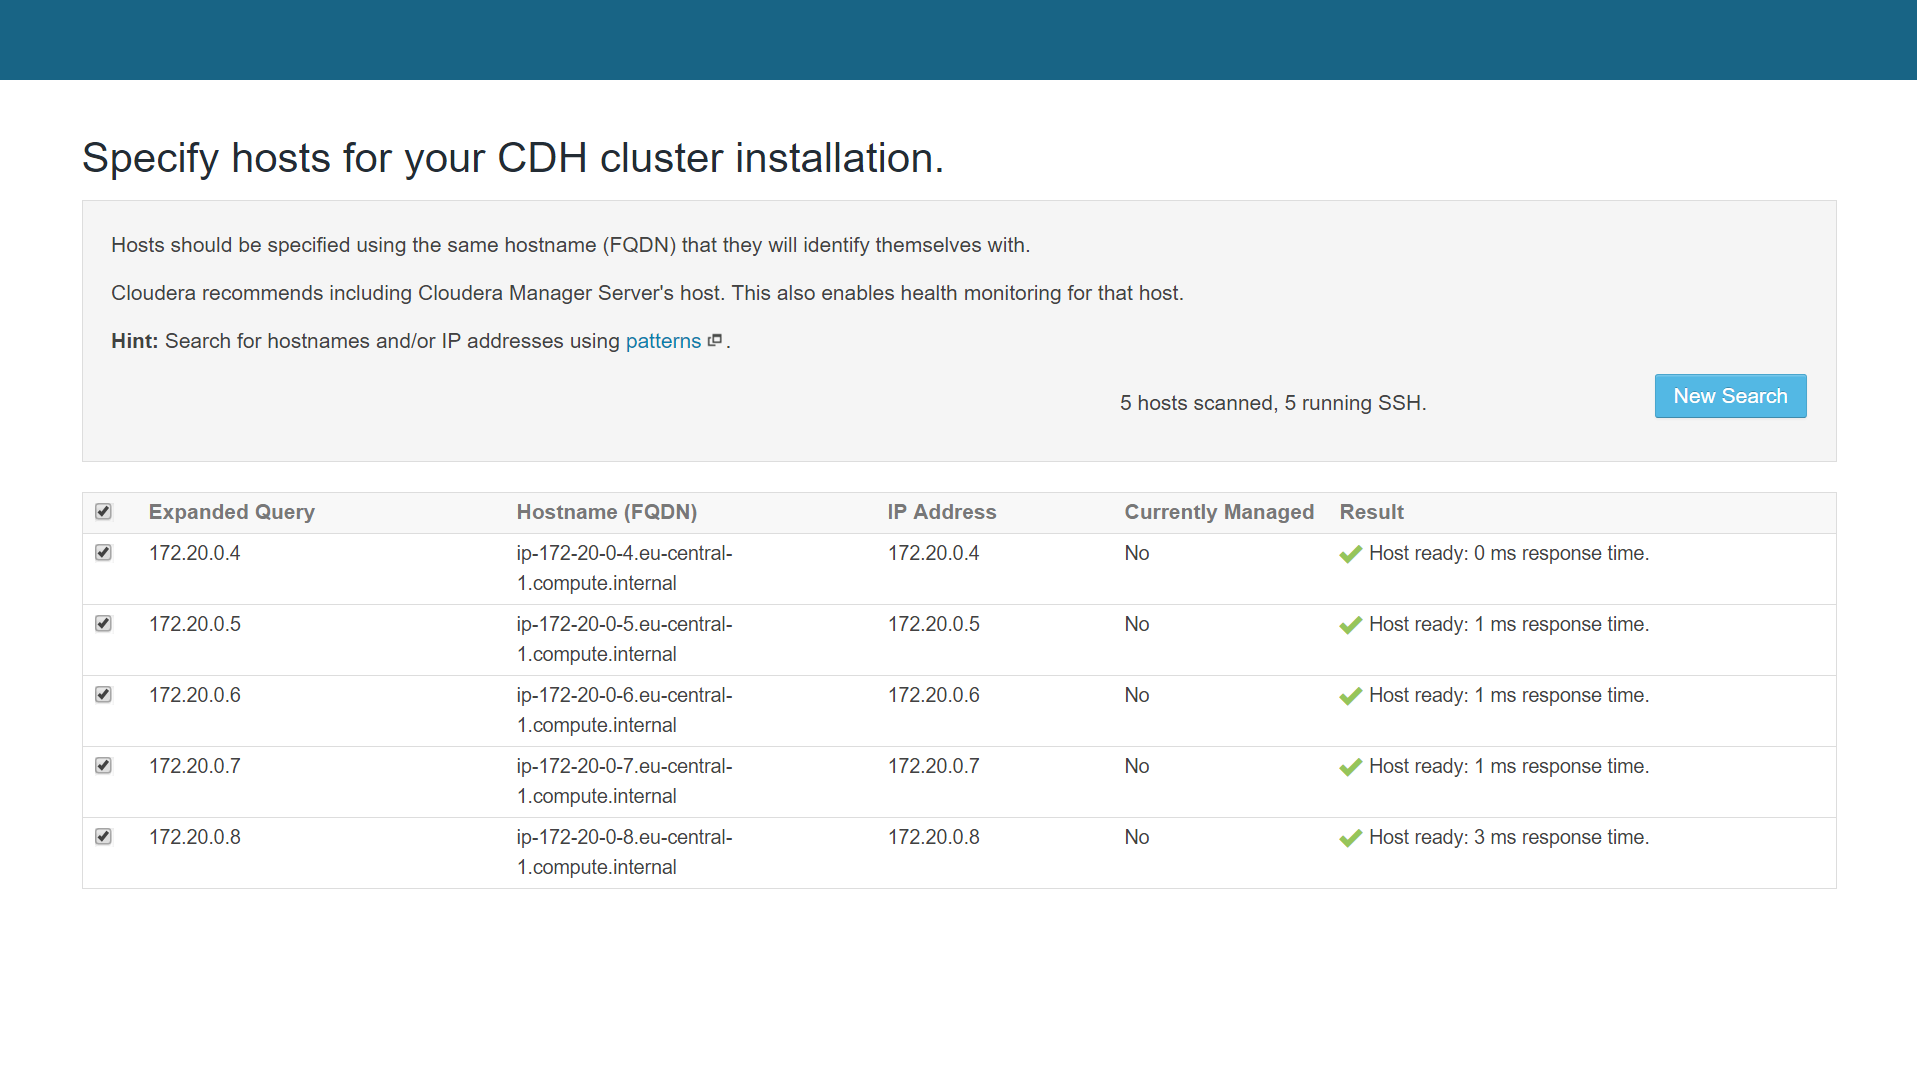 Specify hosts for your CDH cluster installation.
Hosts should be specified using the same hostname (FQDN) that they will identify themselves with.
Cloudera recommends including Cloudera Manager Server's host. This also enables health monitoring for that host.
Hint: Search for hostnames and/or IP addresses using patterns .
5 hosts scanned, 5 running SSH.
New Search
Expanded Query Hostname (FQDN) IP Address Currently Managed Result
172.20.0.4 ip-172-20-0-4.eu-central- 172.20.0.4 No Host ready: 0 ms response time.
1.compute.internal
172.20.0.5 ip-172-20-0-5.eu-central- 172.20.0.5 No Host ready: 1 ms response time.
1.compute.internal
172.20.0.6 ip-172-20-0-6.eu-central- 172.20.0.6 No Host ready: 1 ms response time.
1.compute.internal
172.20.0.7 ip-172-20-0-7.eu-central- 172.20.0.7 No Host ready: 1 ms response time.
1.compute.internal
172.20.0.8 ip-172-20-0-8.eu-central- 172.20.0.8 No Host ready: 3 ms response time.
1.compute.internal